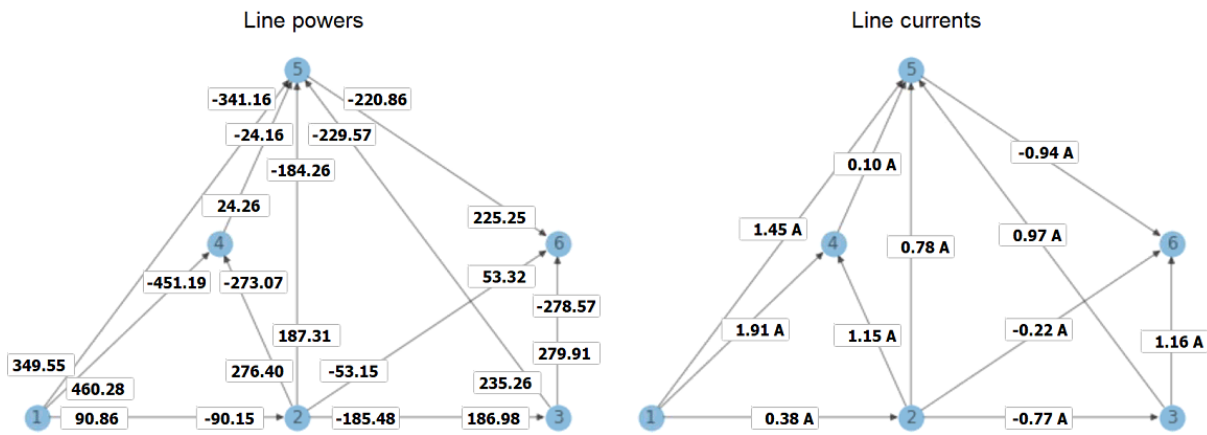 Line powers
Line currents
5
-341.16
-220.86
-24.16
-229.57
-184.26
24.26
225.25
4
6
-451.19
-273.07
53.32
-278.57
187.31
349.55
460.28
276.40
-53.15
235.26
279.91
1
90.86
-90.15
2
-185.48
186.98
3
5
-0.94 A
0.10 A
1.45 A
4
0.78 A
0.97 A
6
1.91 A
1.15 A
-0.22 A
1.16 A
1
0.38 A
2
-0.77 A
3